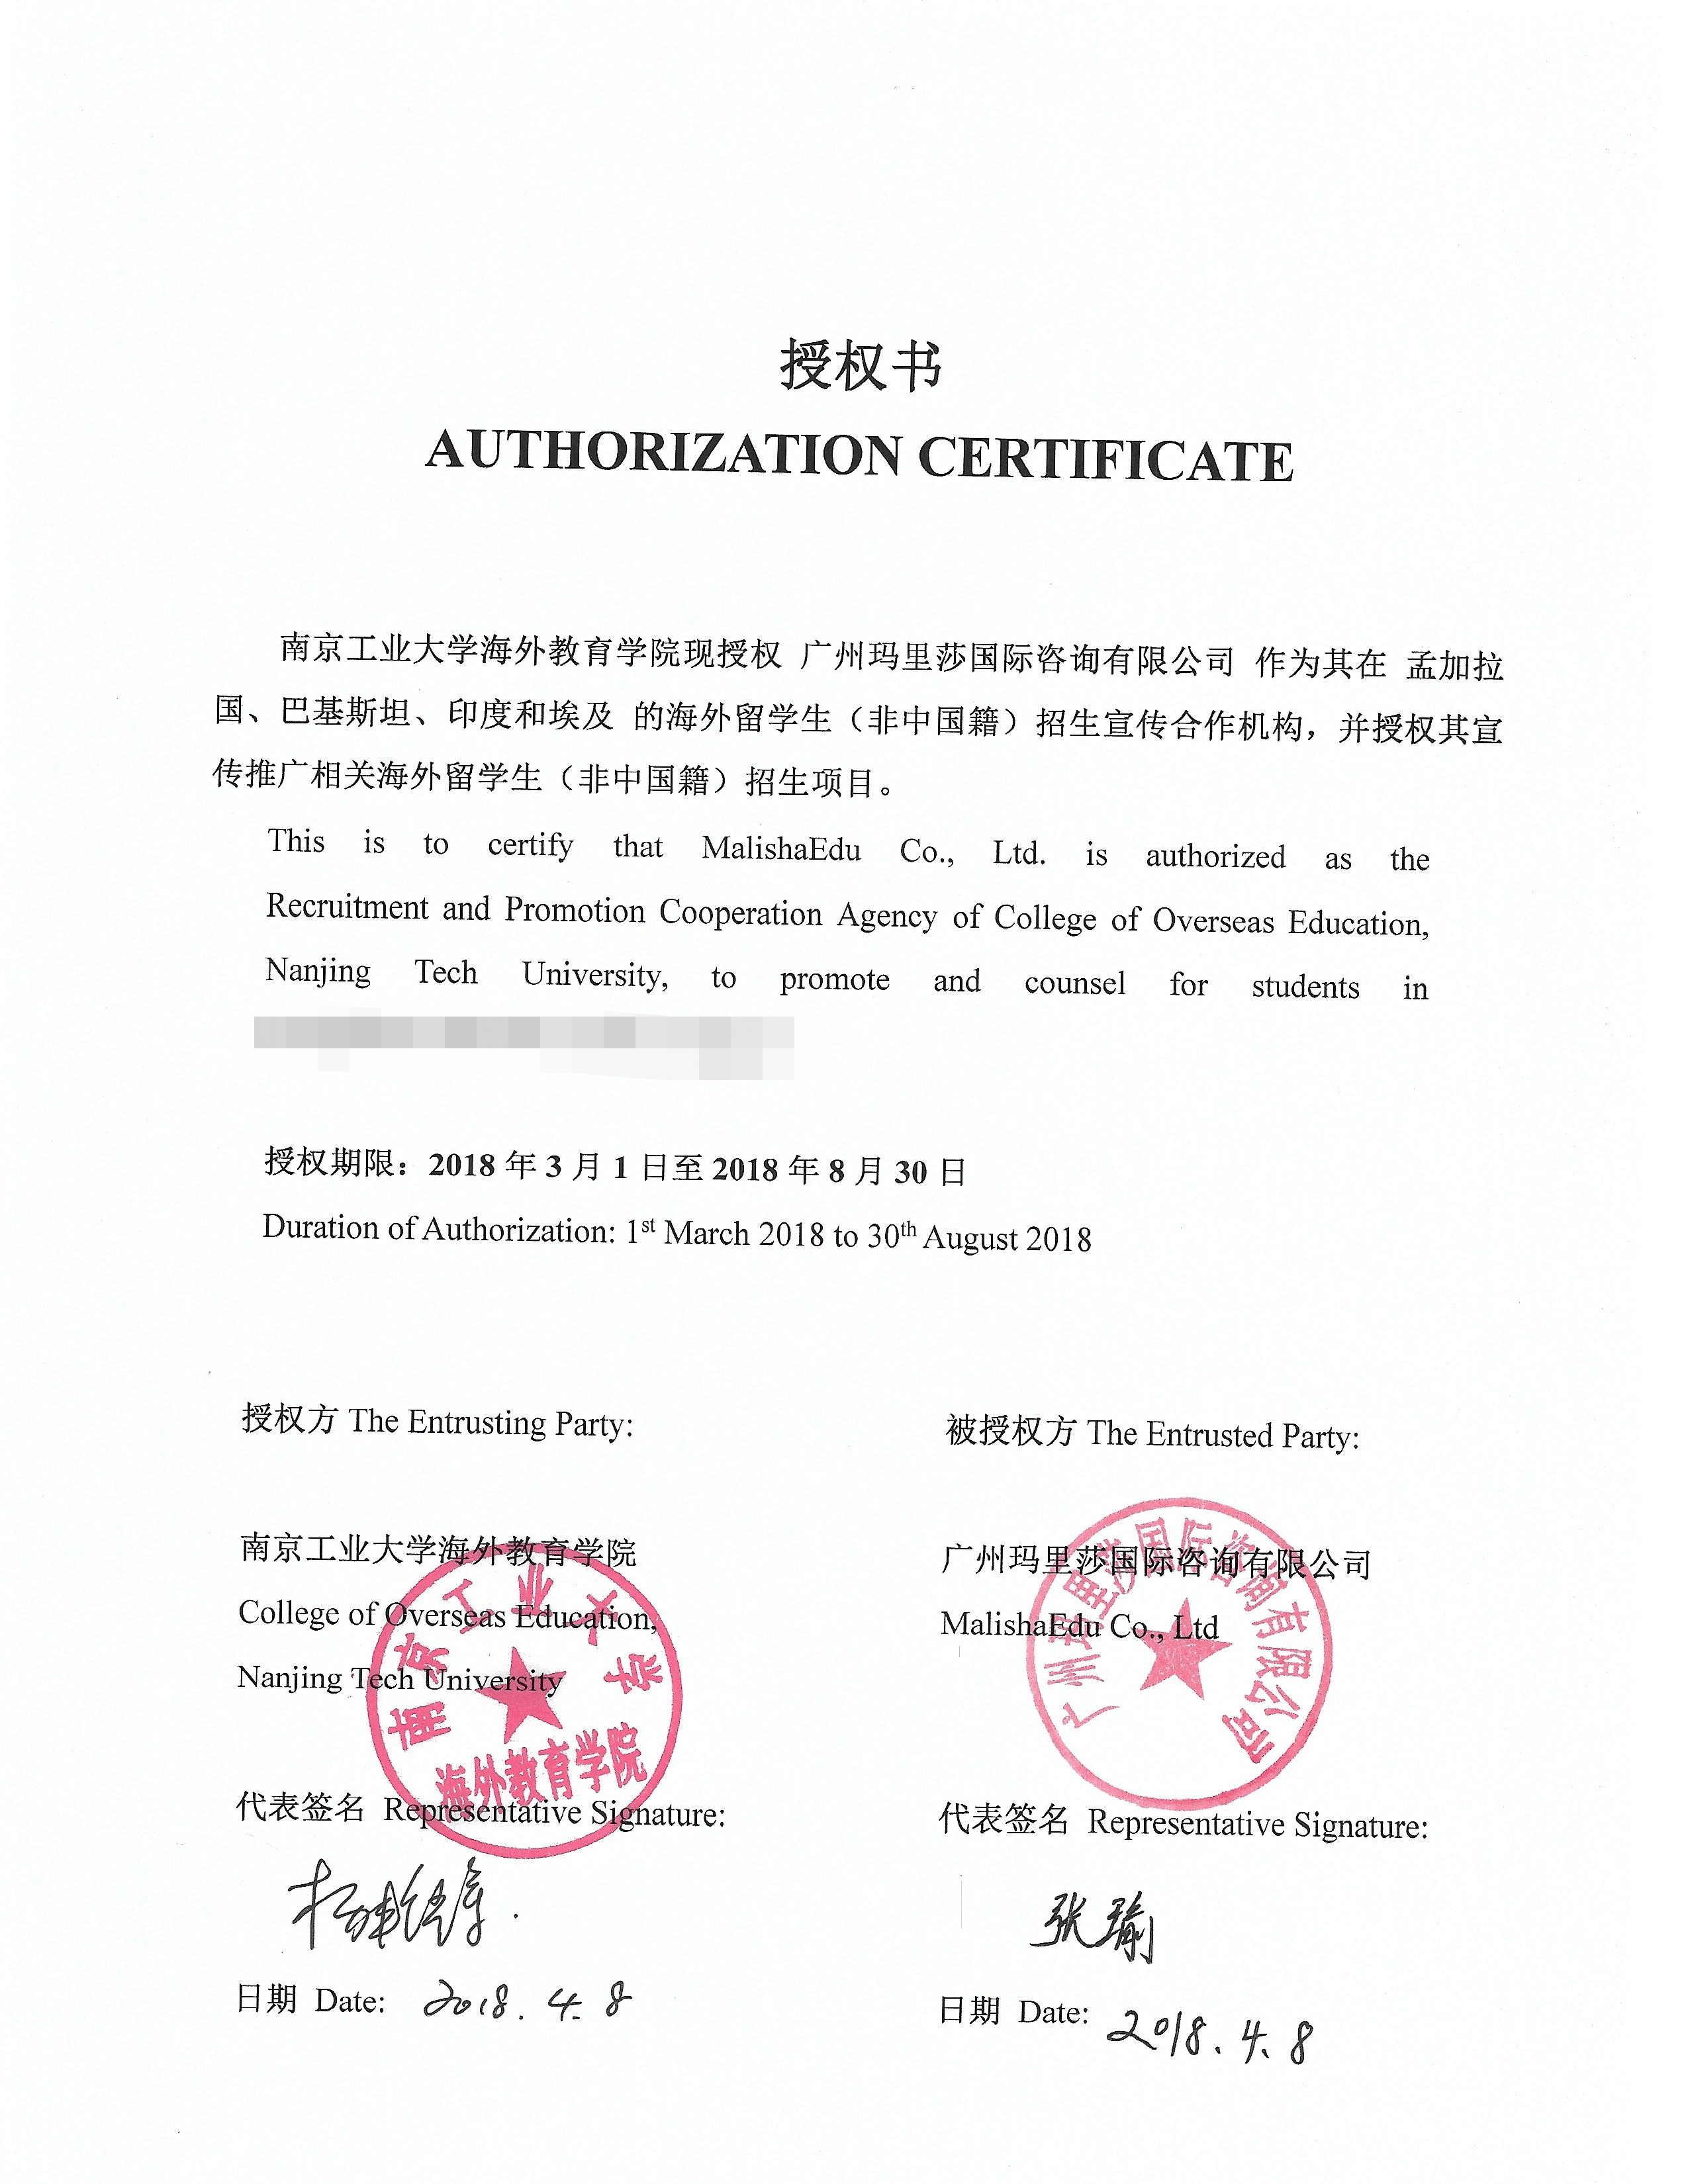 授权书
AUTHORIZATION CERTIFICATE
南京工业大学海外教育学院现授权 广州玛里莎国际咨询有限公司 作为其在 孟加拉
国、巴基斯坦、印度和埃及 的海外留学生（非中国籍）招生宣传合作机构，并授权其宣
传推广相关海外留学生（非中国籍）招生项目。
This is to certify that MalishaEdu Co., Ltd. is authorized as the
Recruitment and Promotion Cooperation Agency of College of Overseas Education,
Nanjing Tech University, to promote and counsel for students in
授权期限：2018 年 3 月 1 日至 2018 年 8 月 30 日
Duration of Authorization: 1st March 2018 to 30th August 2018
授权方 The Entrusting Party:
被授权方 The Entrusted Party:
南京工业大学海外教育学院
广州玛里莎国际咨询有限公司
College of Overseas Education,
MalishaEdu Co., Ltd
Nanjing Tech University
南京工业大学
海外教育学院
广州玛里莎国际咨询有限公司
代表签名 Representative Signature:
代表签名 Representative Signature:
张瑜
日期 Date: 2018. 4. 8
日期 Date: 2018. 4. 8